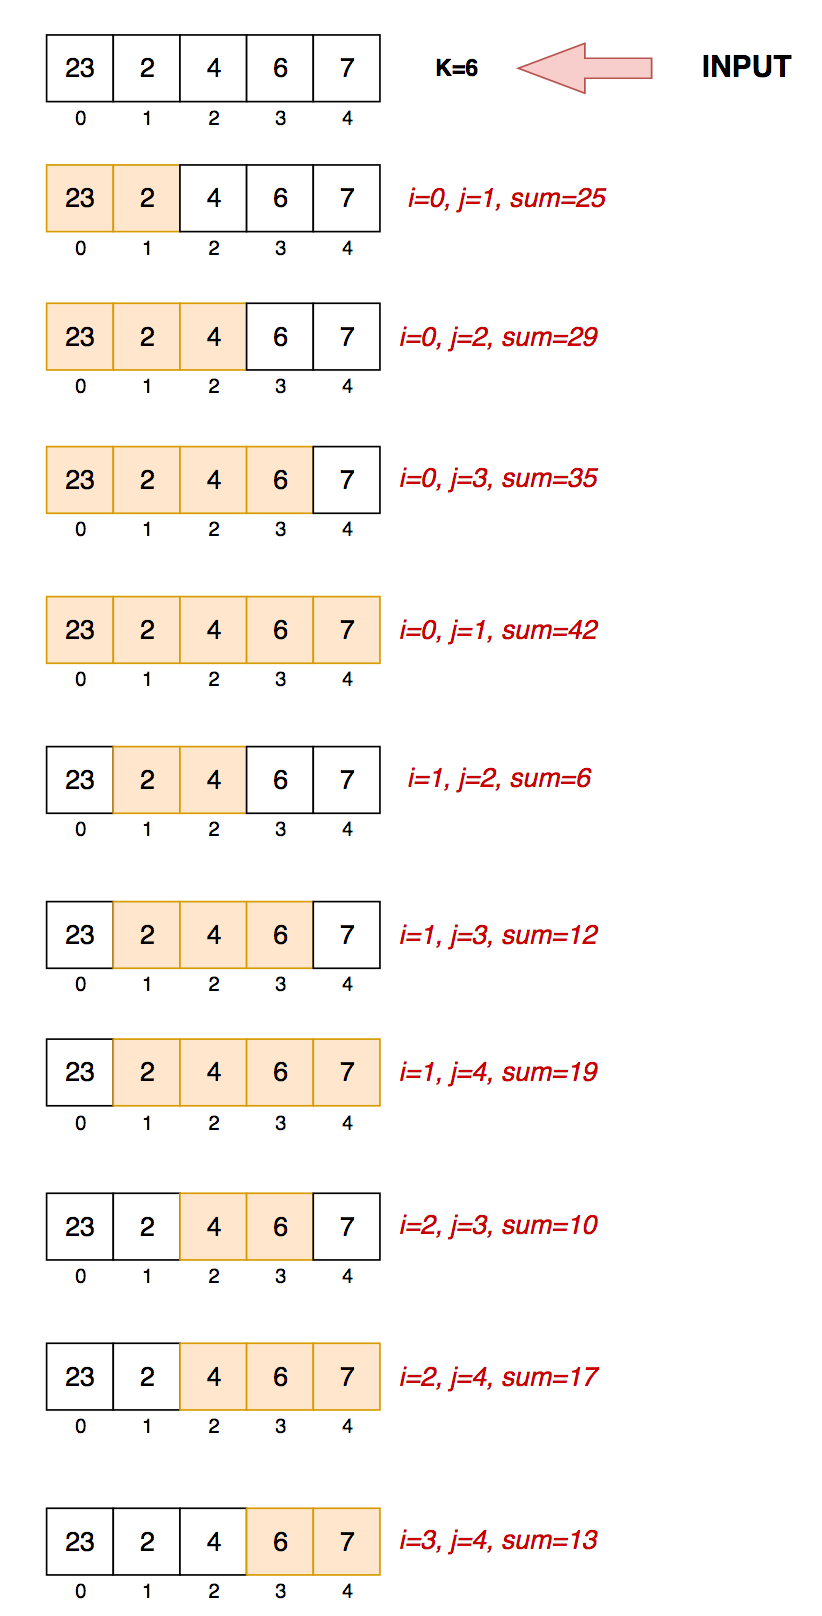 23 2 4 6 7 K=6 INPUT
0 1 2 3 4
23 2 4 6 7 i=0, j=1, sum=25
0 1 2 3 4
23 2 4 6 7 i=0, j=2, sum=29
0 1 2 3 4
23 2 4 6 7 i=0, j=3, sum=35
0 1 2 3 4
23 2 4 6 7 i=0, j=1, sum=42
0 1 2 3 4
23 2 4 6 7 i=1, j=2, sum=6
0 1 2 3 4
23 2 4 6 7 i=1, j=3, sum=12
0 1 2 3 4
23 2 4 6 7 i=1, j=4, sum=19
0 1 2 3 4
23 2 4 6 7 i=2, j=3, sum=10
0 1 2 3 4
23 2 4 6 7 i=2, j=4, sum=17
0 1 2 3 4
23 2 4 6 7 i=3, j=4, sum=13
0 1 2 3 4